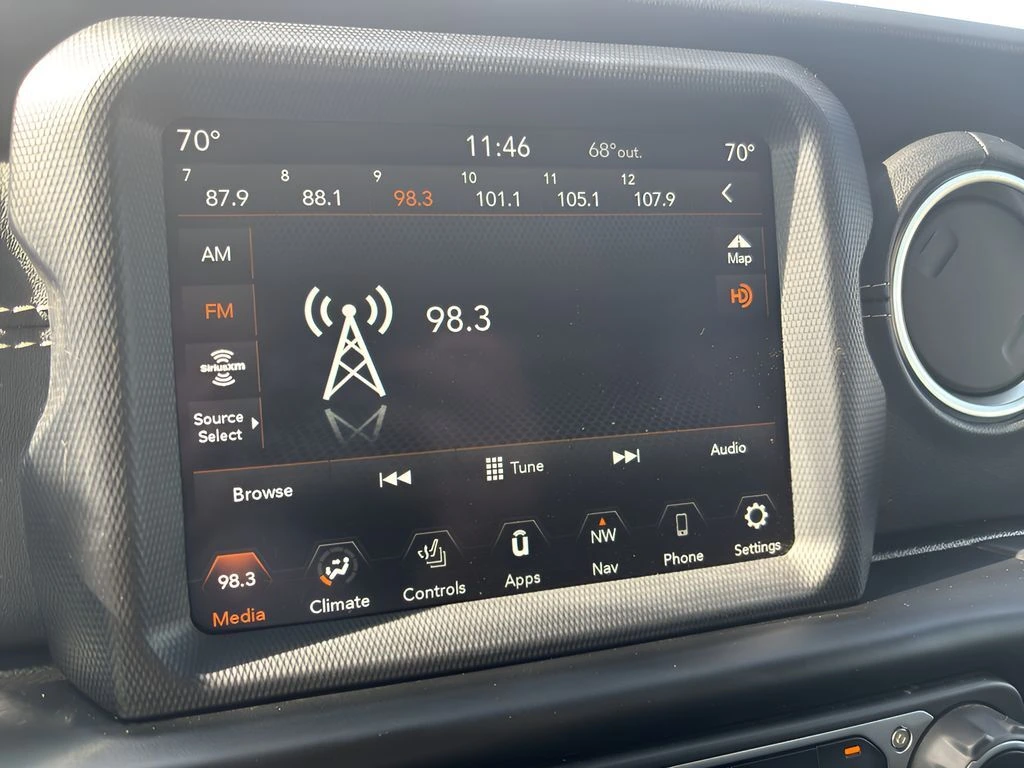 70° 11:46 68°out. 70°
7 8 9 10 11 12
87.9 88.1 98.3 101.1 105.1 107.9
AM
Map
FM
HD
98.3
SiriusXM
Source
Select
Browse Tune Audio
98.3 NW
Media Climate Controls Apps Nav Phone Settings